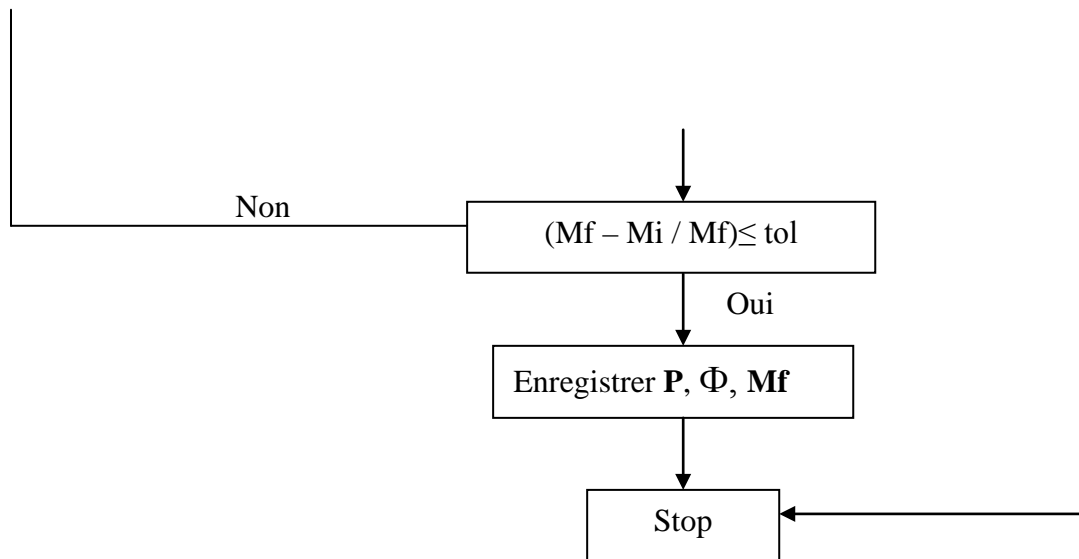 Non
(Mf – Mi / Mf)≤ tol
Oui
Enregistrer P, Φ, Mf
Stop